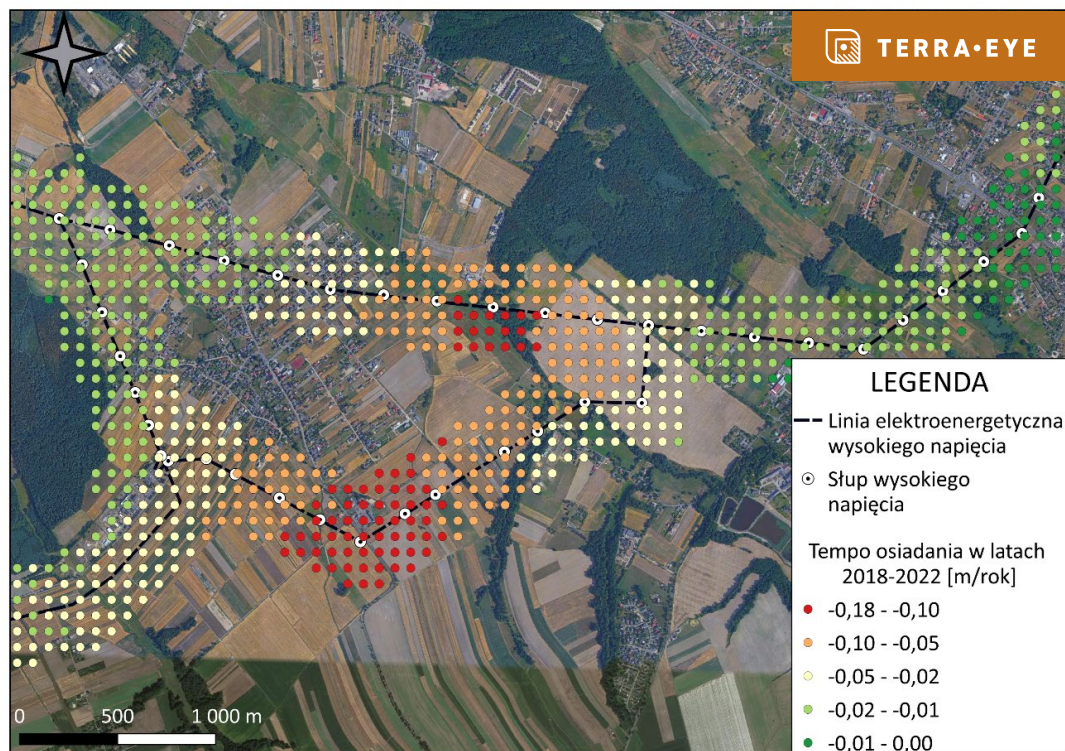 TERRA•EYE
LEGENDA
Linia elektroenergetyczna
wysokiego napięcia
Słup wysokiego
napięcia
Tempo osiadania w latach
2018-2022 [m/rok]
-0,18 - -0,10
-0,10 - -0,05
-0,05 - -0,02
-0,02 - -0,01
-0,01 - 0,00
0 500 1 000 m